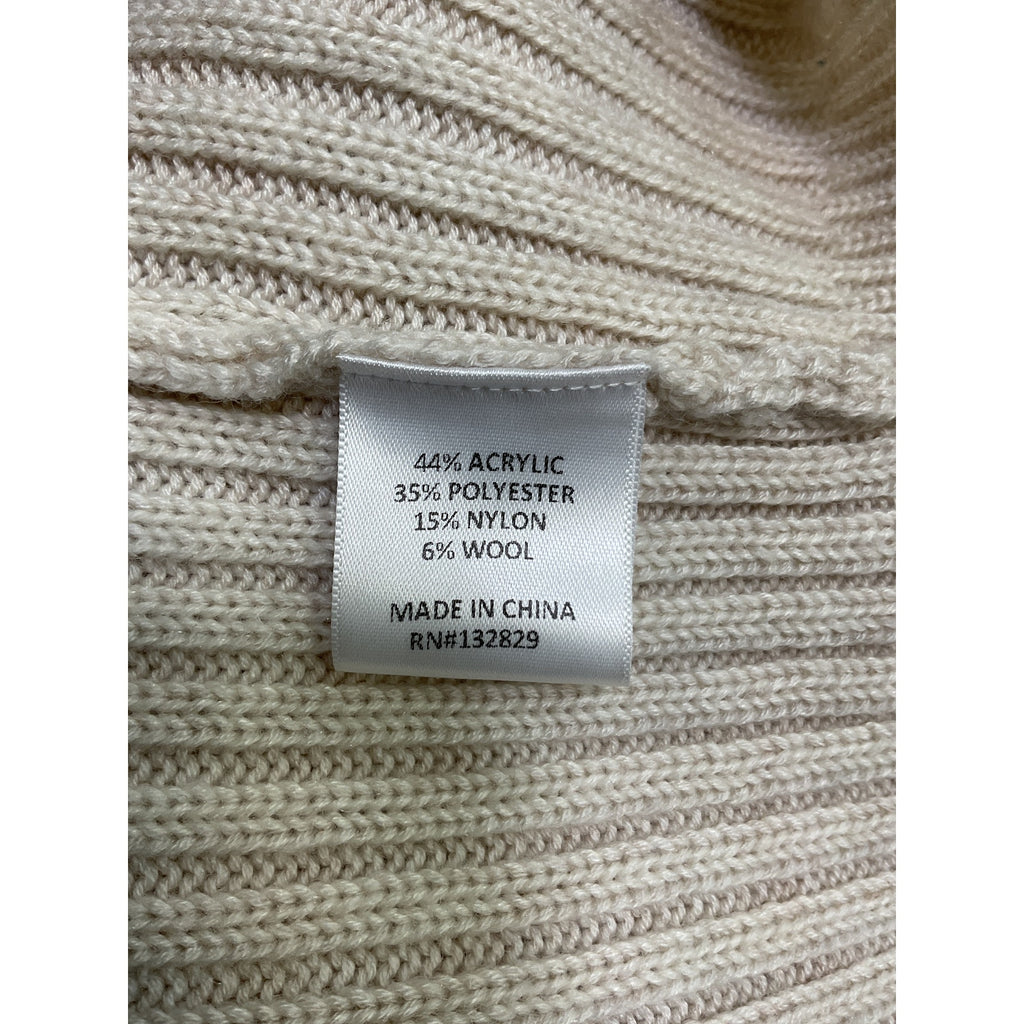 44% ACRYLIC
35% POLYESTER
15% NYLON
6% WOOL
MADE IN CHINA
RN#132829